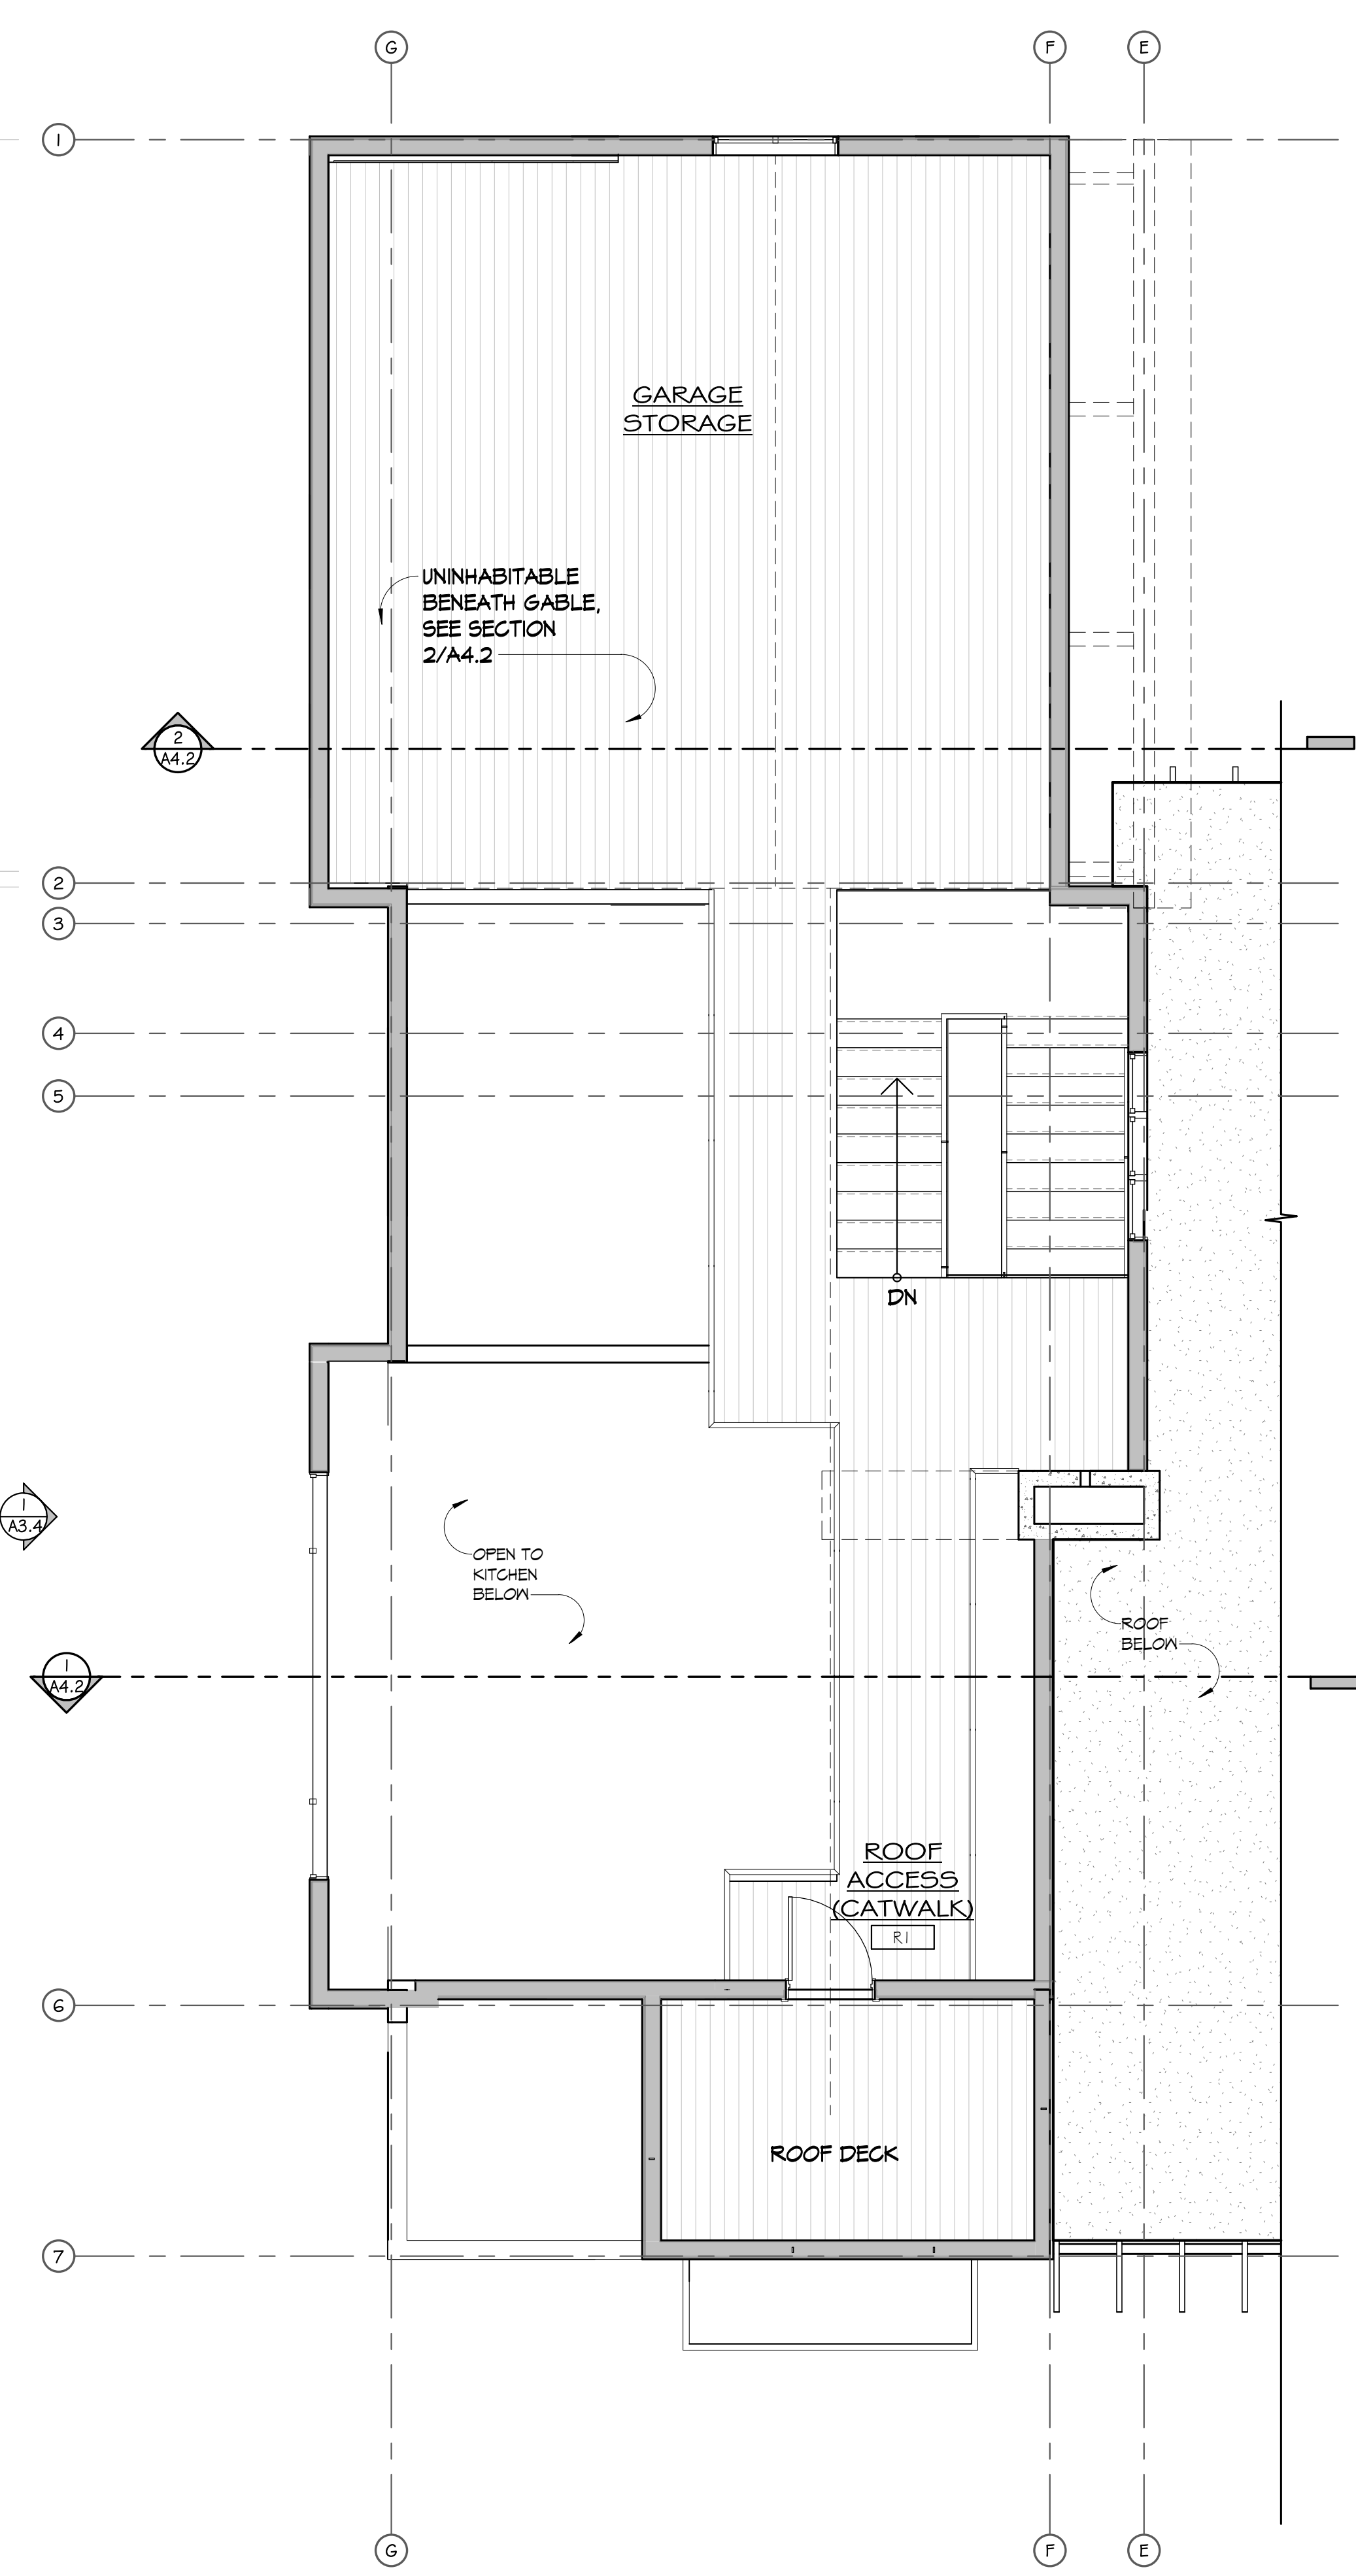 G
F
E
1
GARAGE
STORAGE
UNINHABITABLE
BENEATH GABLE,
SEE SECTION
2/A4.2
2
A4.2
2
3
4
5
DN
1
A3.4
OPEN TO
KITCHEN
BELOW
ROOF
BELOW
1
A4.2
ROOF
ACCESS
(CATWALK)
R1
6
ROOF DECK
7
G
F
E